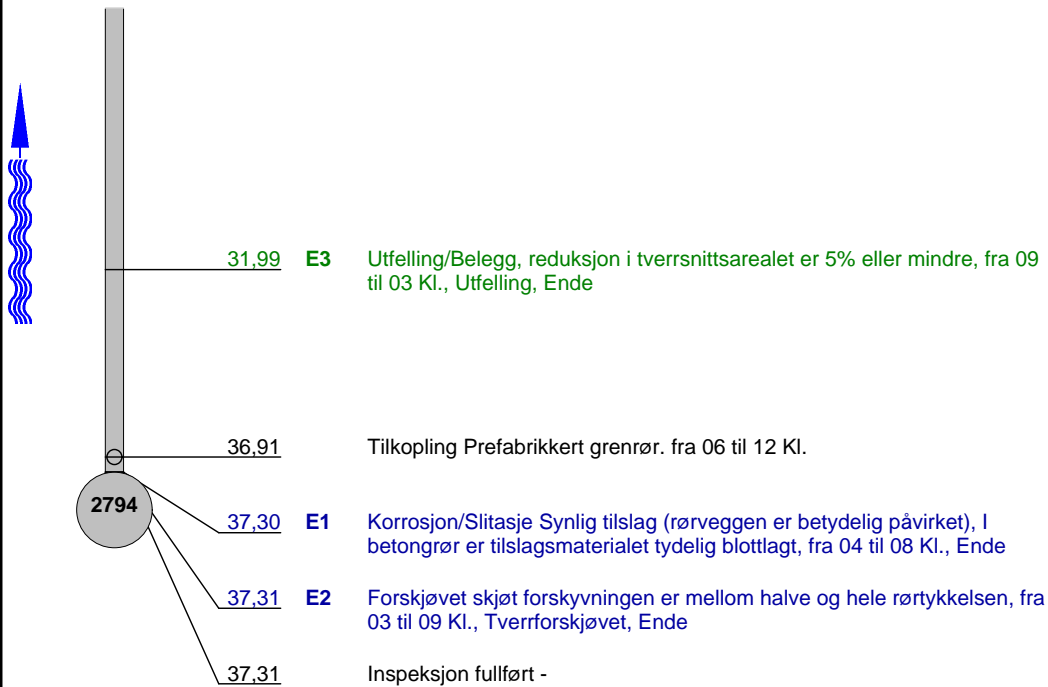 31,99 E3 Utfelling/Belegg, reduksjon i tverrsnittsarealet er 5% eller mindre, fra 09
til 03 Kl., Utfelling, Ende
36,91 Tilkopling Prefabrikkert grenrør. fra 06 til 12 Kl.
2794
37,30 E1 Korrosjon/Slitasje Synlig tilslag (rørveggen er betydelig påvirket), I
betongrør er tilslagsmaterialet tydelig blottlagt, fra 04 til 08 Kl., Ende
37,31 E2 Forskjøvet skjøt forskyvningen er mellom halve og hele rørtykkelsen, fra
03 til 09 Kl., Tverrforskjøvet, Ende
37,31 Inspeksjon fullført -